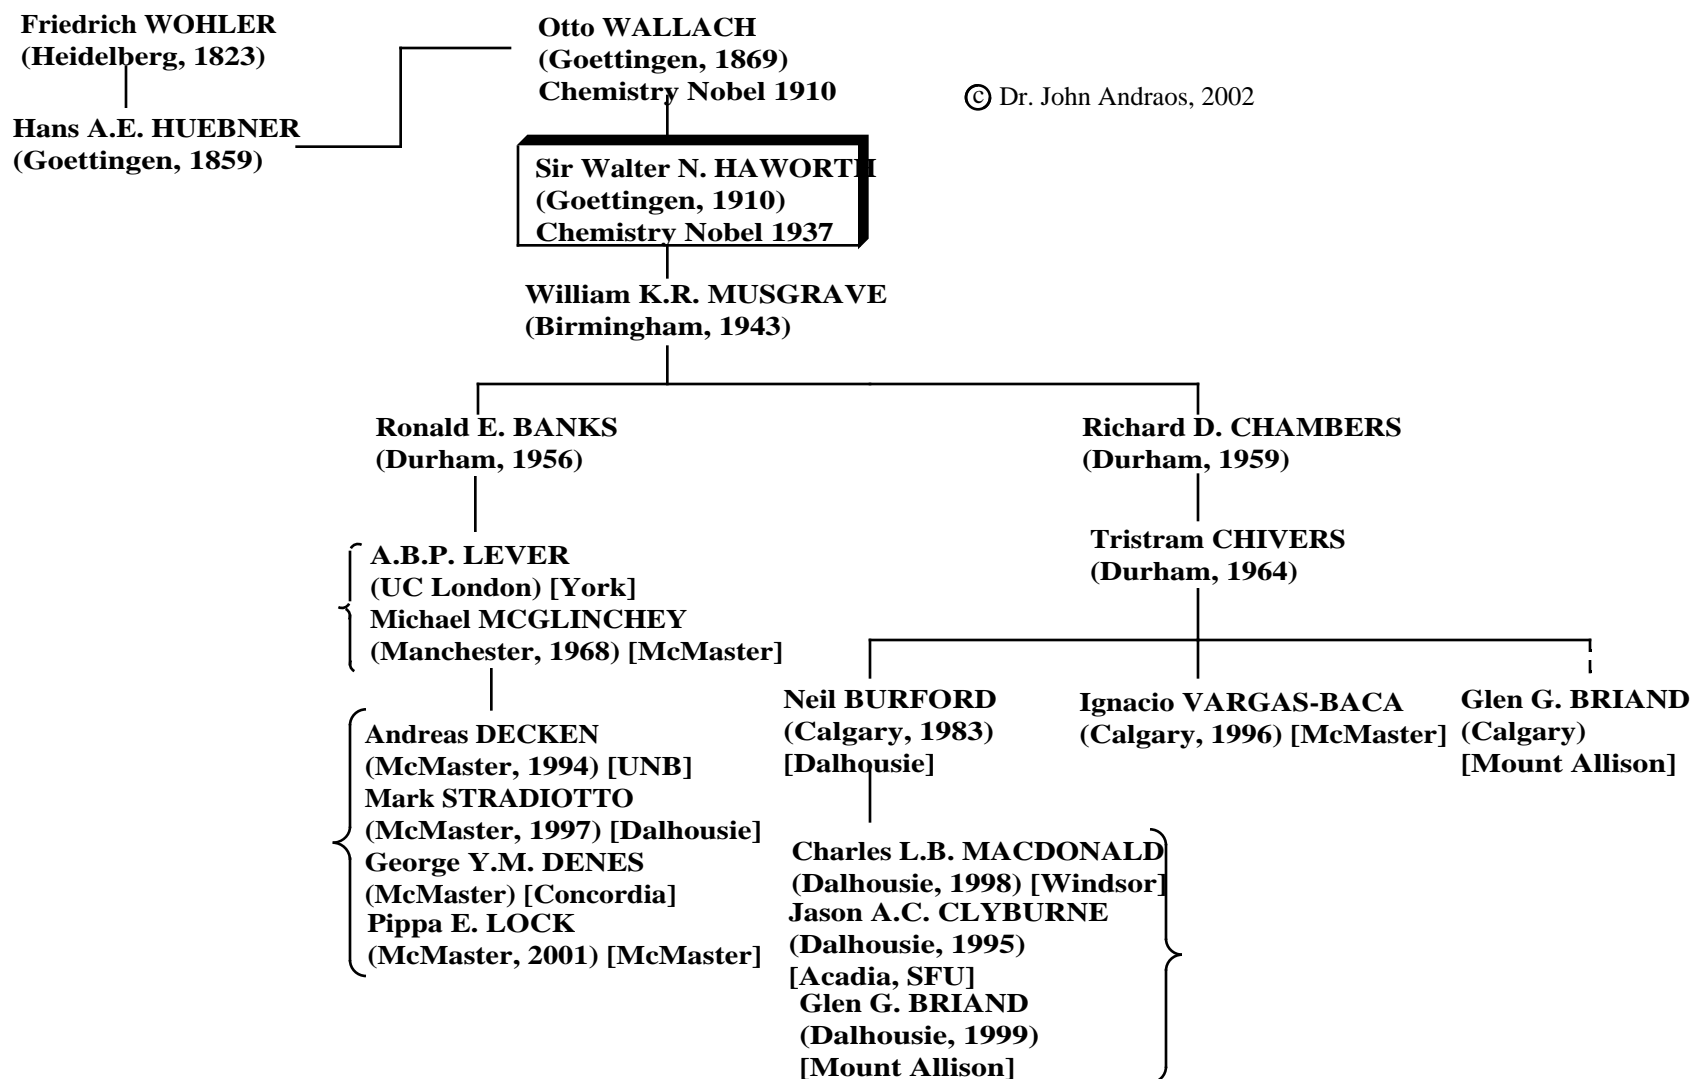 Friedrich WOHLER
(Heidelberg, 1823)
Hans A.E. HUEBNER
(Goettingen, 1859)
Otto WALLACH
(Goettingen, 1869)
Chemistry Nobel 1910
© Dr. John Andraos, 2002
Sir Walter N. HAWORTH
(Goettingen, 1910)
Chemistry Nobel 1937
William K.R. MUSGRAVE
(Birmingham, 1943)
Ronald E. BANKS
(Durham, 1956)
Richard D. CHAMBERS
(Durham, 1959)
A.B.P. LEVER
(UC London) [York]
Michael MCGLINCHEY
(Manchester, 1968) [McMaster]
Tristram CHIVERS
(Durham, 1964)
Andreas DECKEN
(McMaster, 1994) [UNB]
Mark STRADIOTTO
(McMaster, 1997) [Dalhousie]
George Y.M. DENES
(McMaster) [Concordia]
Pippa E. LOCK
(McMaster, 2001) [McMaster]
Neil BURFORD
(Calgary, 1983)
[Dalhousie]
Ignacio VARGAS-BACA
(Calgary, 1996) [McMaster]
Glen G. BRIAND
(Calgary)
[Mount Allison]
Charles L.B. MACDONALD
(Dalhousie, 1998) [Windsor]
Jason A.C. CLYBURNE
(Dalhousie, 1995)
[Acadia, SFU]
Glen G. BRIAND
(Dalhousie, 1999)
[Mount Allison]